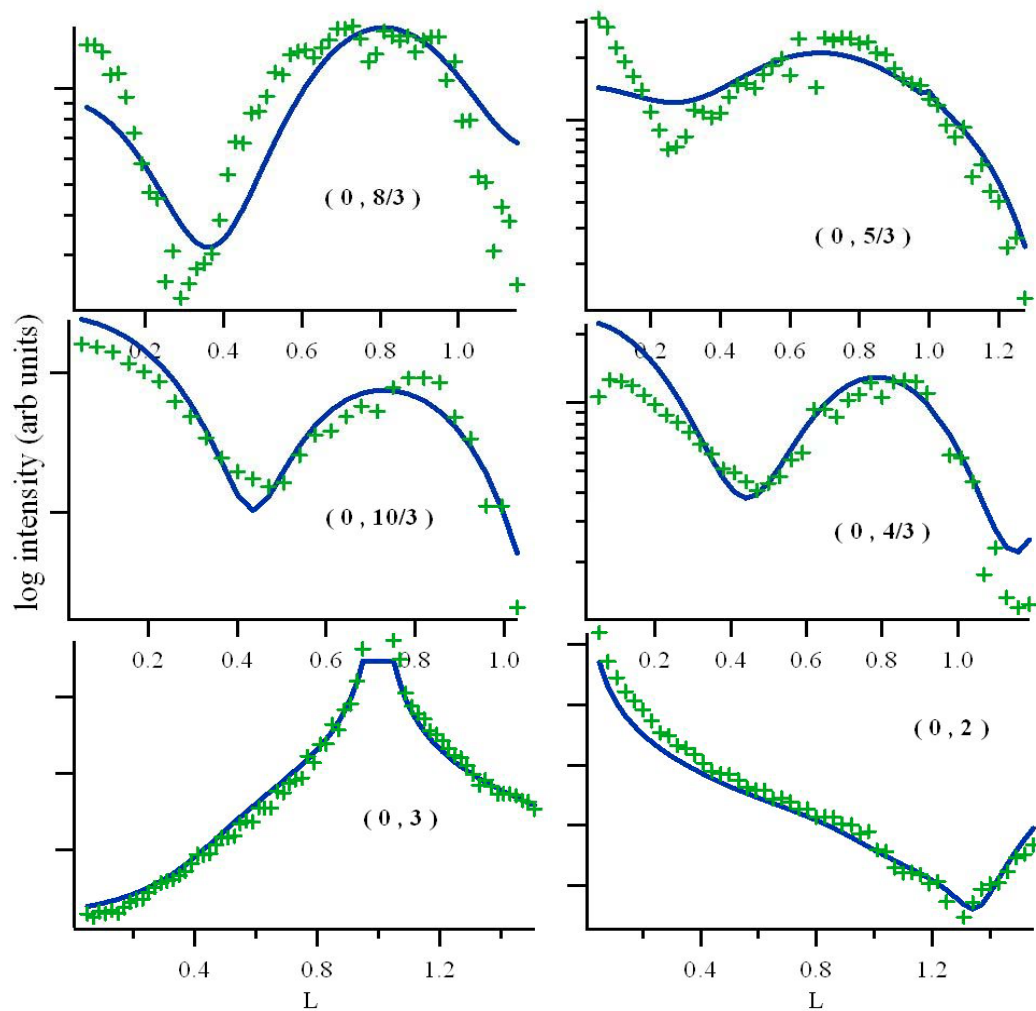 log intensity (arb units)
( 0 , 8/3 )
0.2 0.4 0.6 0.8 1.0
( 0 , 5/3 )
0.2 0.4 0.6 0.8 1.0 1.2
( 0 , 10/3 )
0.2 0.4 0.6 0.8 1.0
( 0 , 4/3 )
0.2 0.4 0.6 0.8 1.0
( 0 , 3 )
0.4 0.8 1.2
L
( 0 , 2 )
0.4 0.8 1.2
L